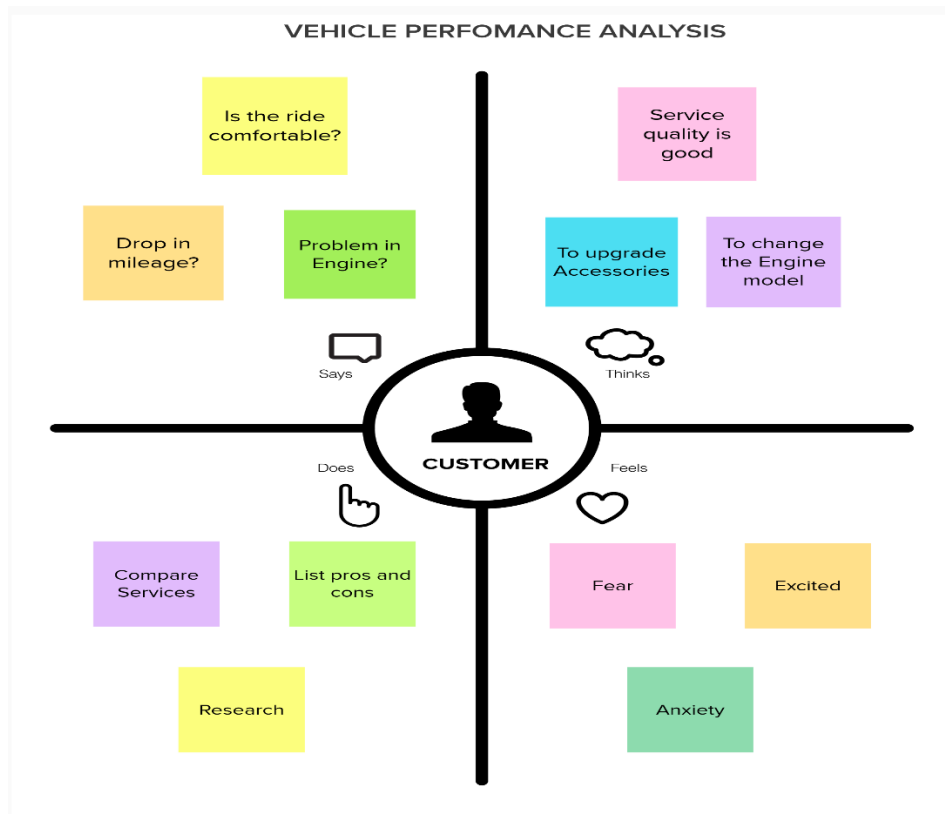 VEHICLE PERFOMANCE ANALYSIS
Is the ride
comfortable?
Drop in
mileage?
Problem in
Engine?
Says
Service
quality is
good
To upgrade
Accessories
To change
the Engine
model
Thinks
CUSTOMER
Does
Compare
Services
List pros and
cons
Research
Feels
Fear
Excited
Anxiety